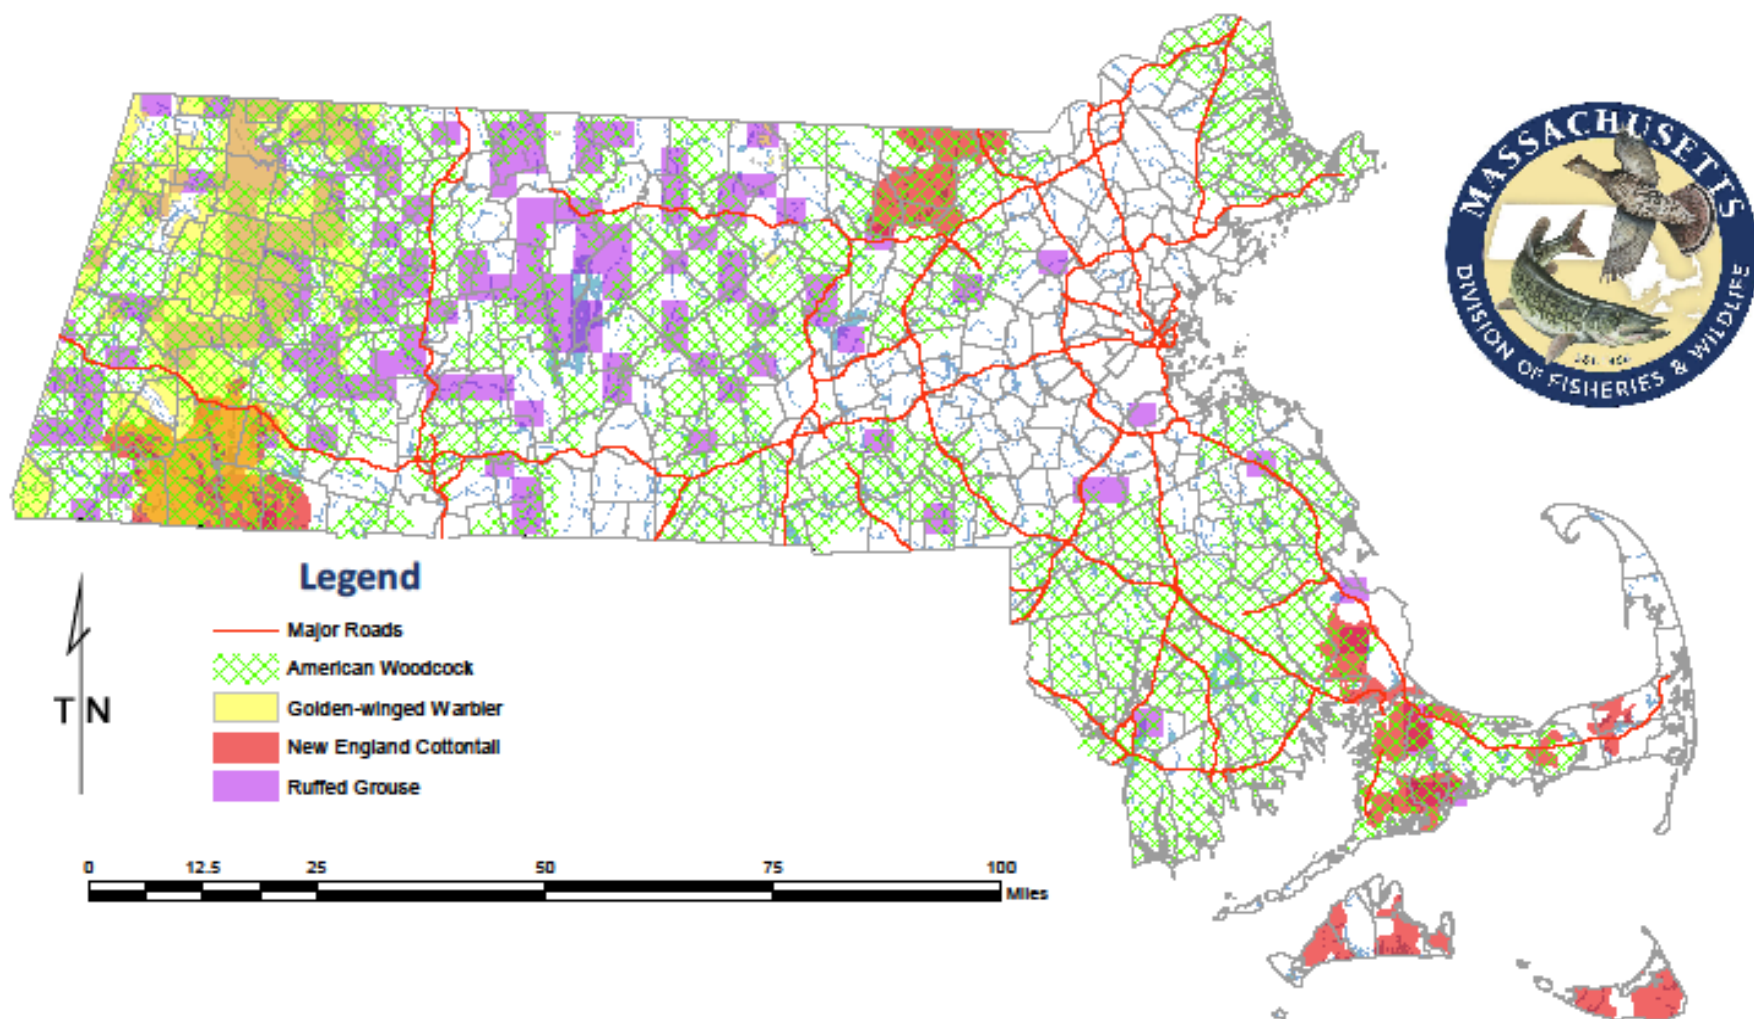 MASSACHUSETTS
DIVISION OF FISHERIES & WILDLIFE
Legend
Major Roads
American Woodcock
Golden-winged Warbler
New England Cottontail
Ruffed Grouse
T N
0 12.5 25 50 75 100
Miles